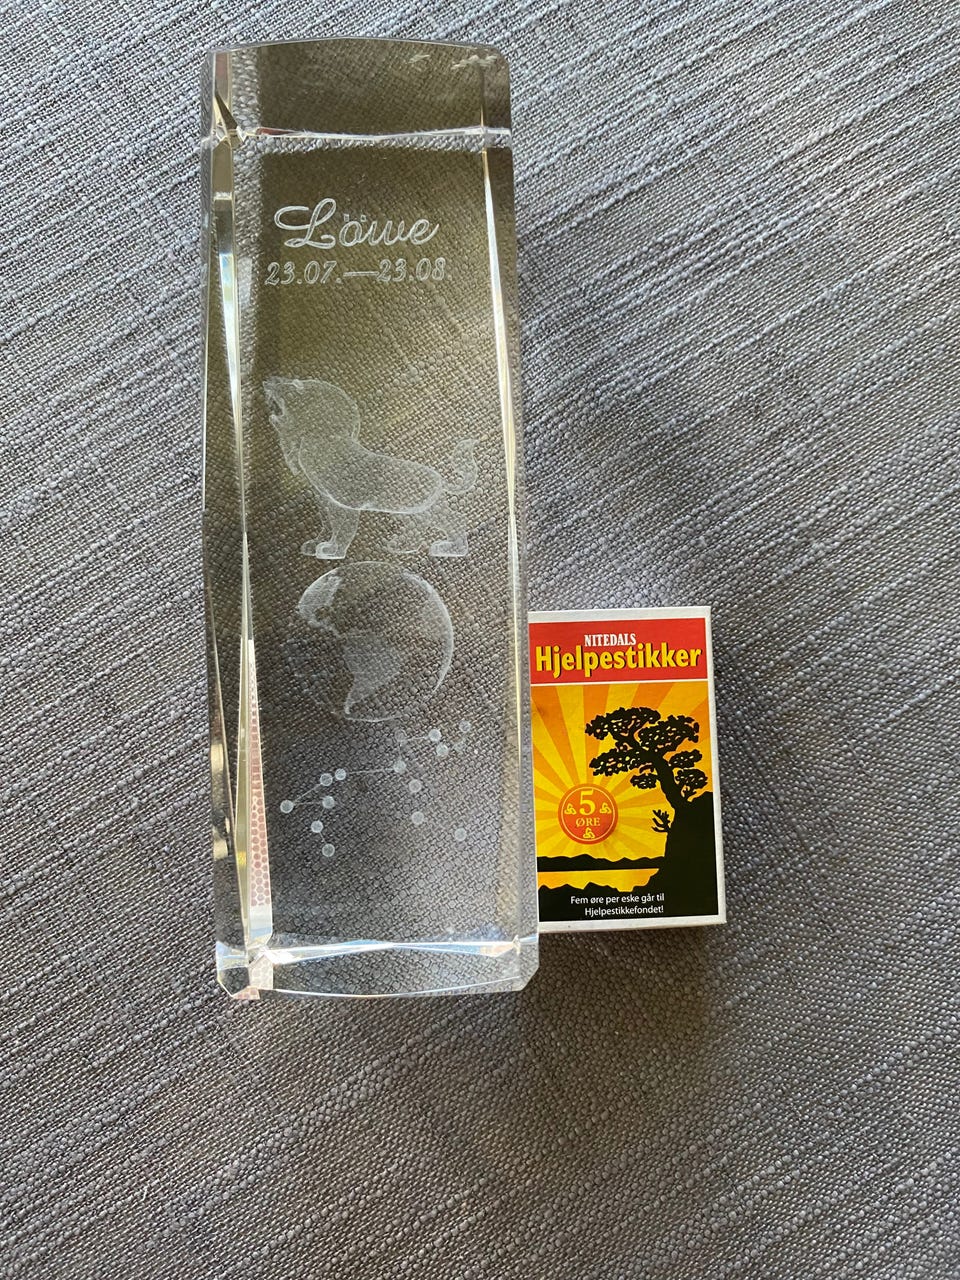 Löwe
23.07.—23.08.
NITEDALS
Hjelpestikker
5
ØRE
Fem øre per eske går til
Hjelpestikkefondet!